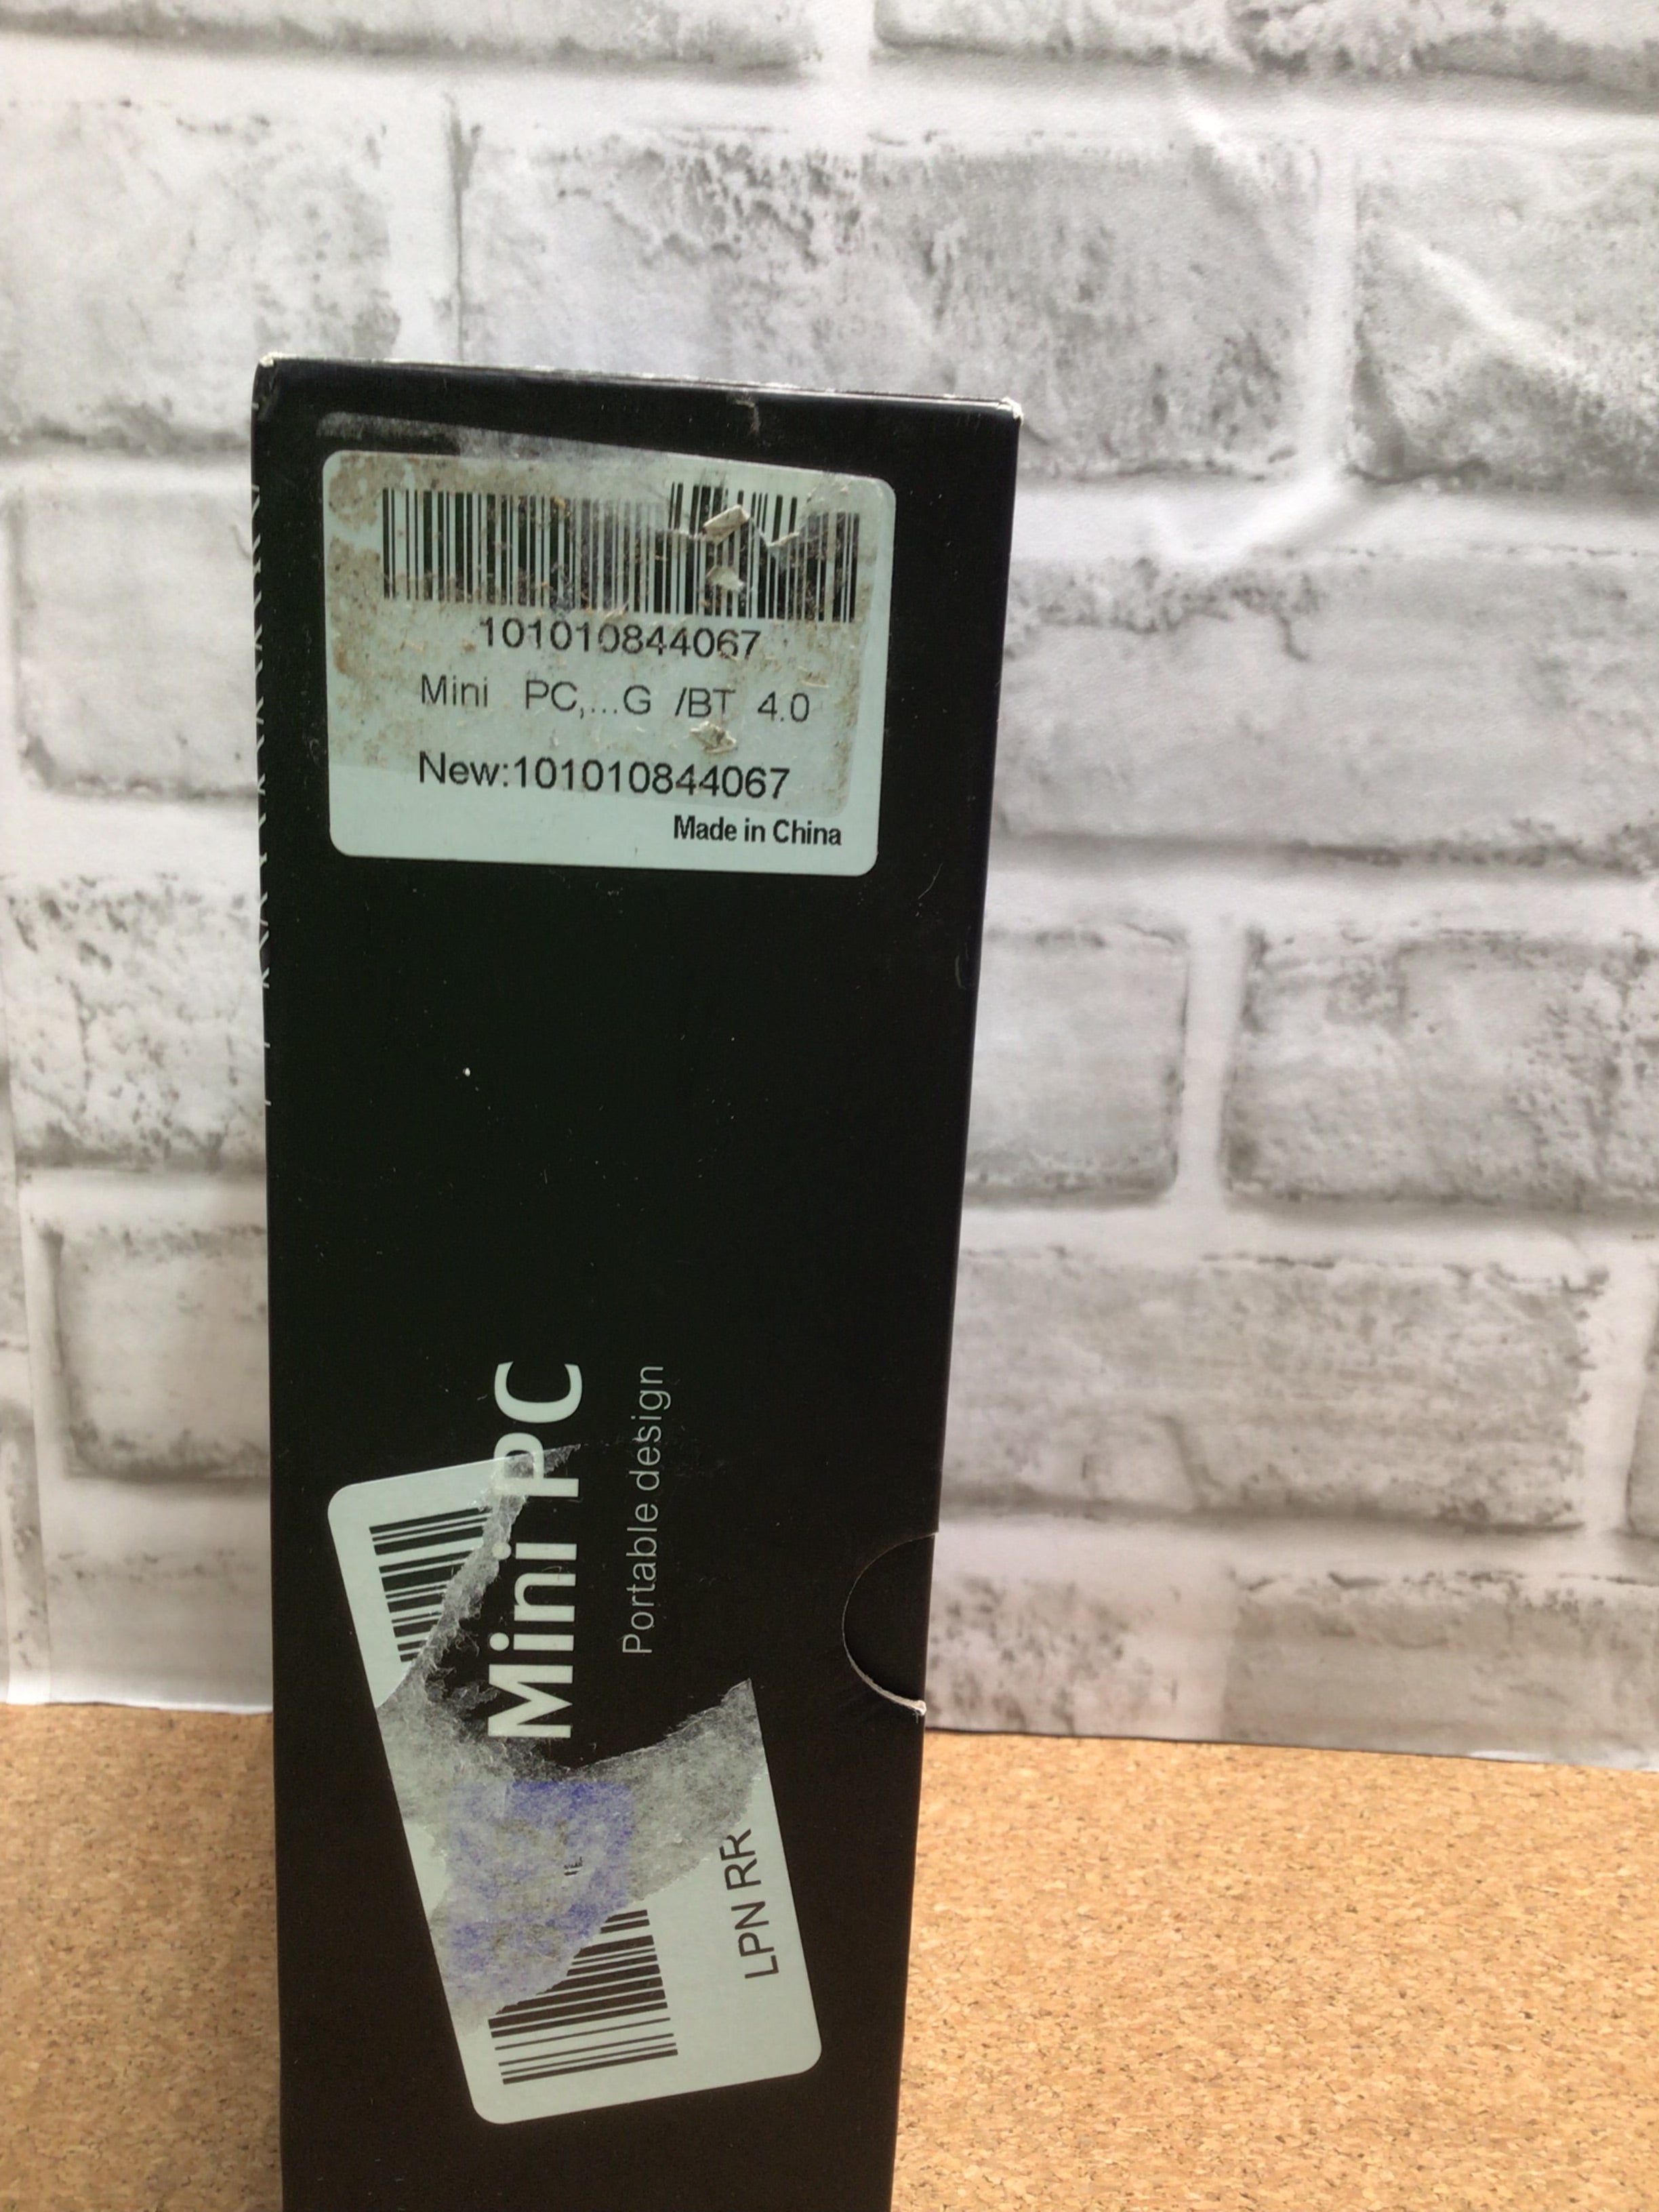 101010844067
Mini PC,...G /BT 4.0
New:101010844067
Made in China
Mini PC
Portable design
LPN RR